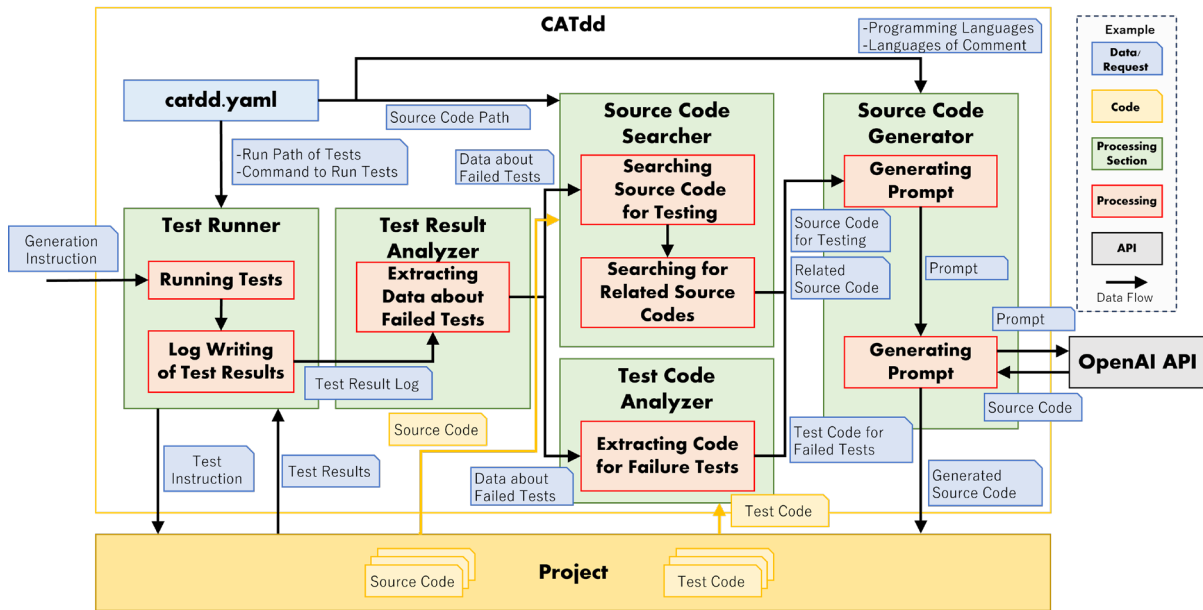 CATdd
-Programming Languages
-Languages of Comment
catdd.yaml
Source Code Path
-Run Path of Tests
-Command to Run Tests
Data about
Failed Tests
Source Code
Searcher
Searching
Source Code
for Testing
Searching for
Related Source
Codes
Source Code
Generator
Generating
Prompt
Source Code
for Testing
Related
Source Code
Prompt
Generating
Prompt
Generation
Instruction
Test Runner
Running Tests
Log Writing
of Test Results
Test Result
Analyzer
Extracting
Data about
Failed Tests
Test Result Log
Source Code
Test Code
Analyzer
Extracting Code
for Failure Tests
Data about
Failed Tests
Test Code for
Failed Tests
Prompt
OpenAI API
Source Code
Generated
Source Code
Test
Instruction
Test Results
Test Code
Source Code
Project
Test Code
Example
Data/
Request
Code
Processing
Section
Processing
API
Data Flow